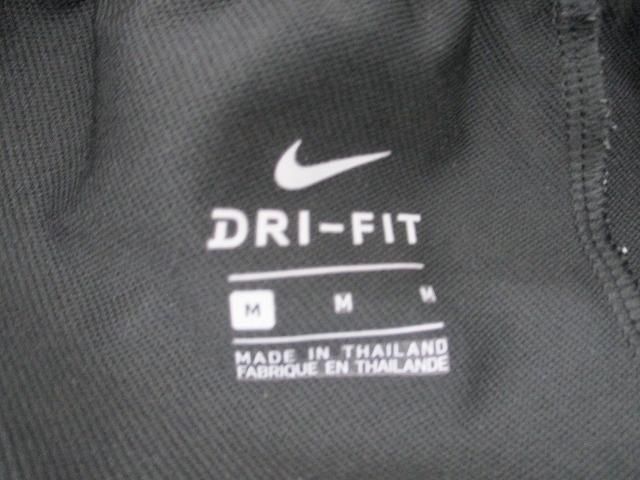 DRI-FIT
M M M
MADE IN THAILAND
FABRIQUE EN THAILANDE